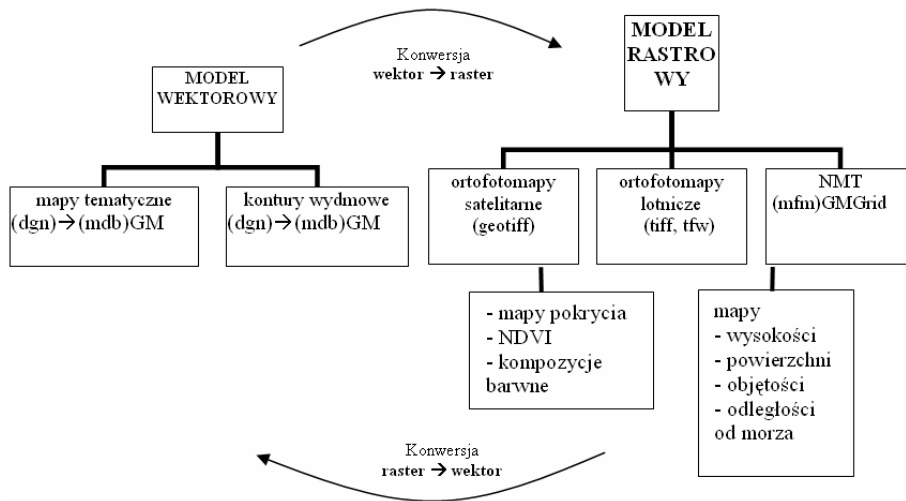 Konwersja
wektor → raster
MODEL
WEKTOROWY
MODEL
RASTRO
WY
mapy tematyczne
(dgn)→(mdb)GM
kontury wydmowe
(dgn)→(mdb)GM
ortofotomapy
satelitarne
(geotiff)
ortofotomapy
lotnicze
(tiff, tfw)
NMT
(mfm)GMGrid
- mapy pokrycia
- NDVI
- kompozycje
barwne
mapy
- wysokości
- powierzchni
- objętości
- odległości
od morza
Konwersja
raster → wektor